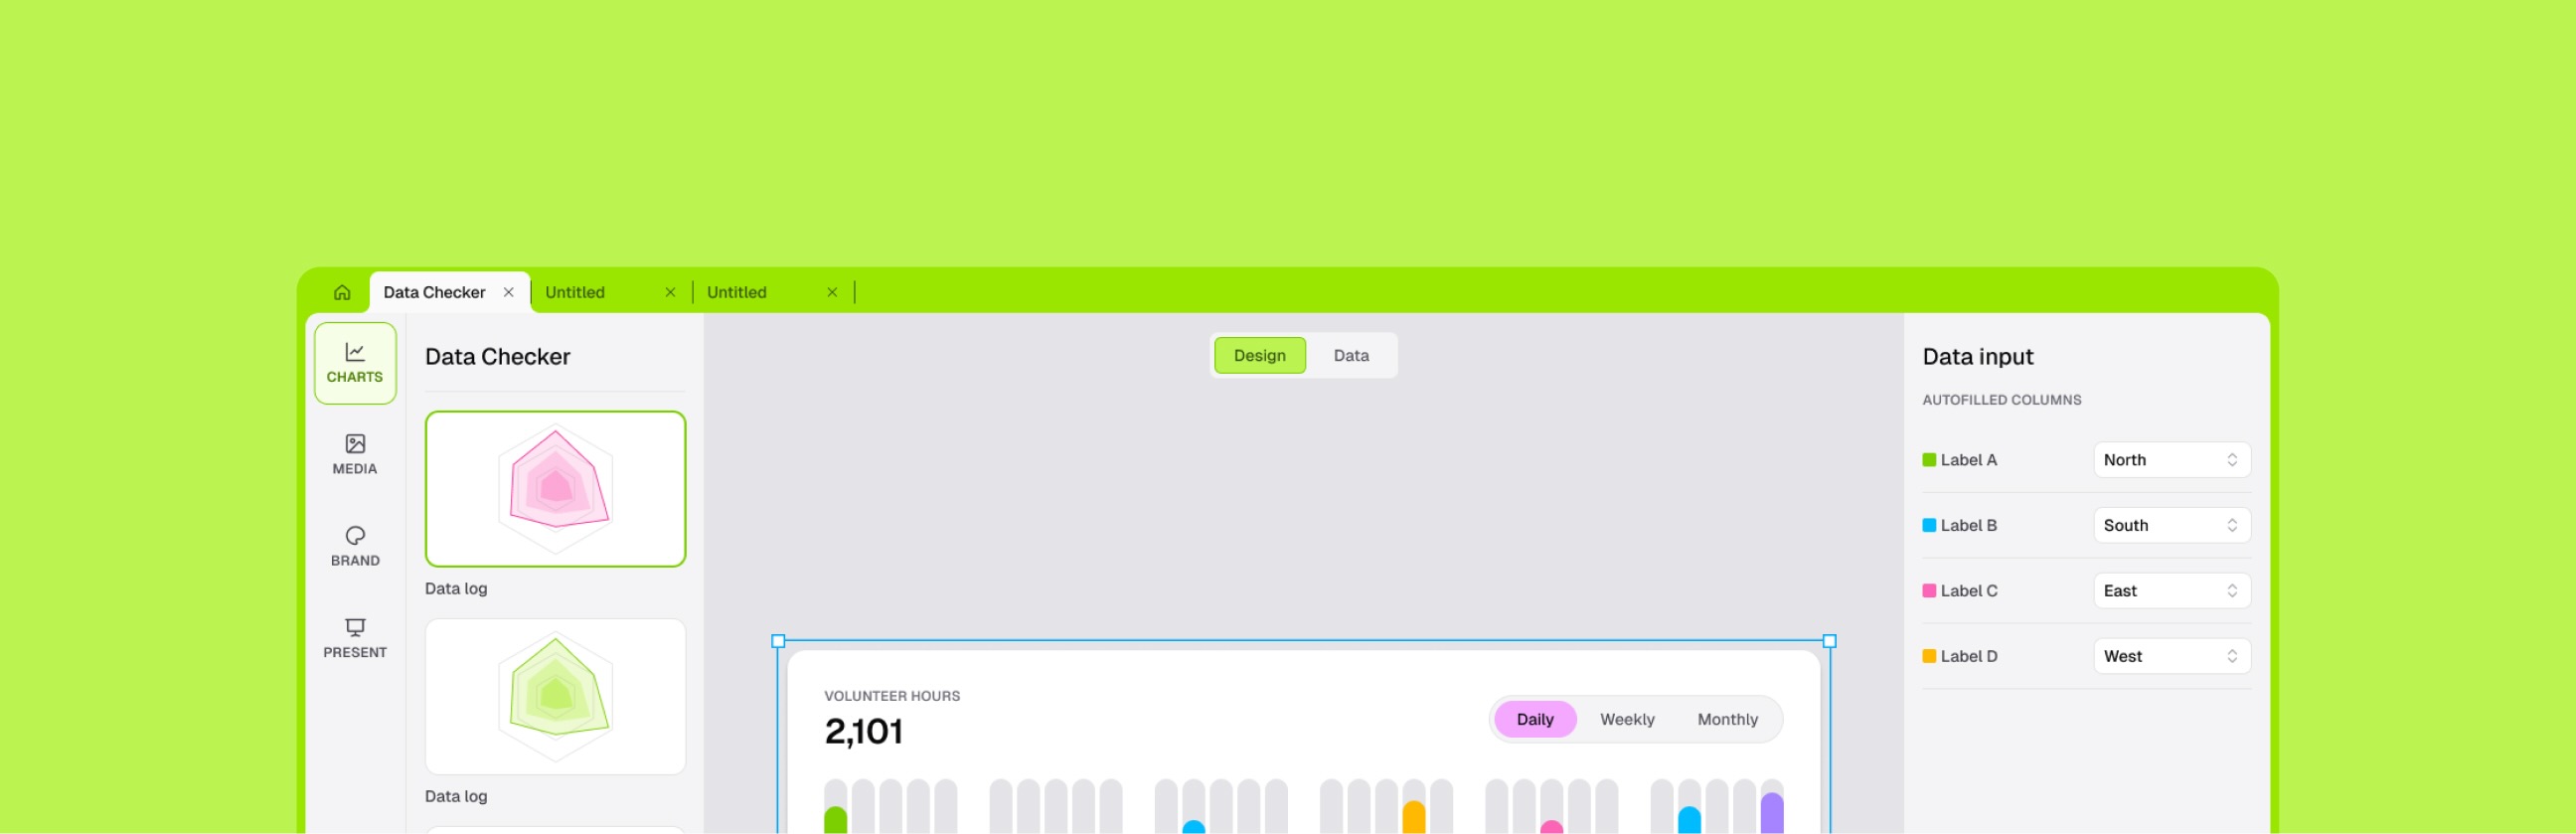 Data Checker
Untitled
Untitled
CHARTS
MEDIA
BRAND
PRESENT
Data Checker
Data log
Data log
Design
Data
VOLUNTEER HOURS
2,101
Daily
Weekly
Monthly
Data input
AUTOFILLED COLUMNS
Label A
North
Label B
South
Label C
East
Label D
West